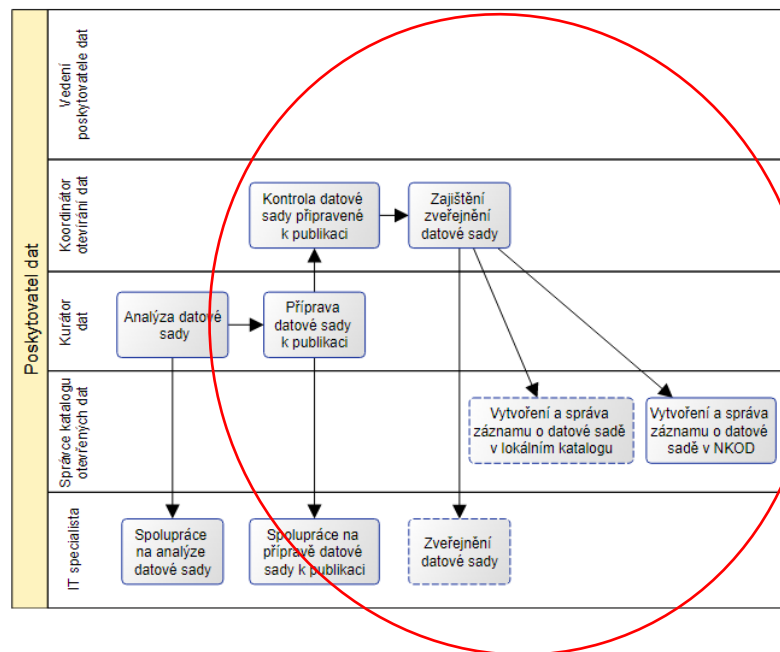 Poskytovatel dat
Vedení
poskytovatele dat
Koordinátor
otevírání dat
Kontrola datové
sady připravené
k publikaci
Zajištění
zveřejnění
datové sady
Kurátor
dat
Analýza datové
sady
Příprava
datové sady
k publikaci
Správce katalogu
otevřených dat
Vytvoření a správa
záznamu o datové sadě
v lokálním katalogu
Vytvoření a správa
záznamu o datové
sadě v NKOD
IT specialista
Spolupráce
na analýze
datové sady
Spolupráce na
přípravě datové
sady k publikaci
Zveřejnění
datové sady